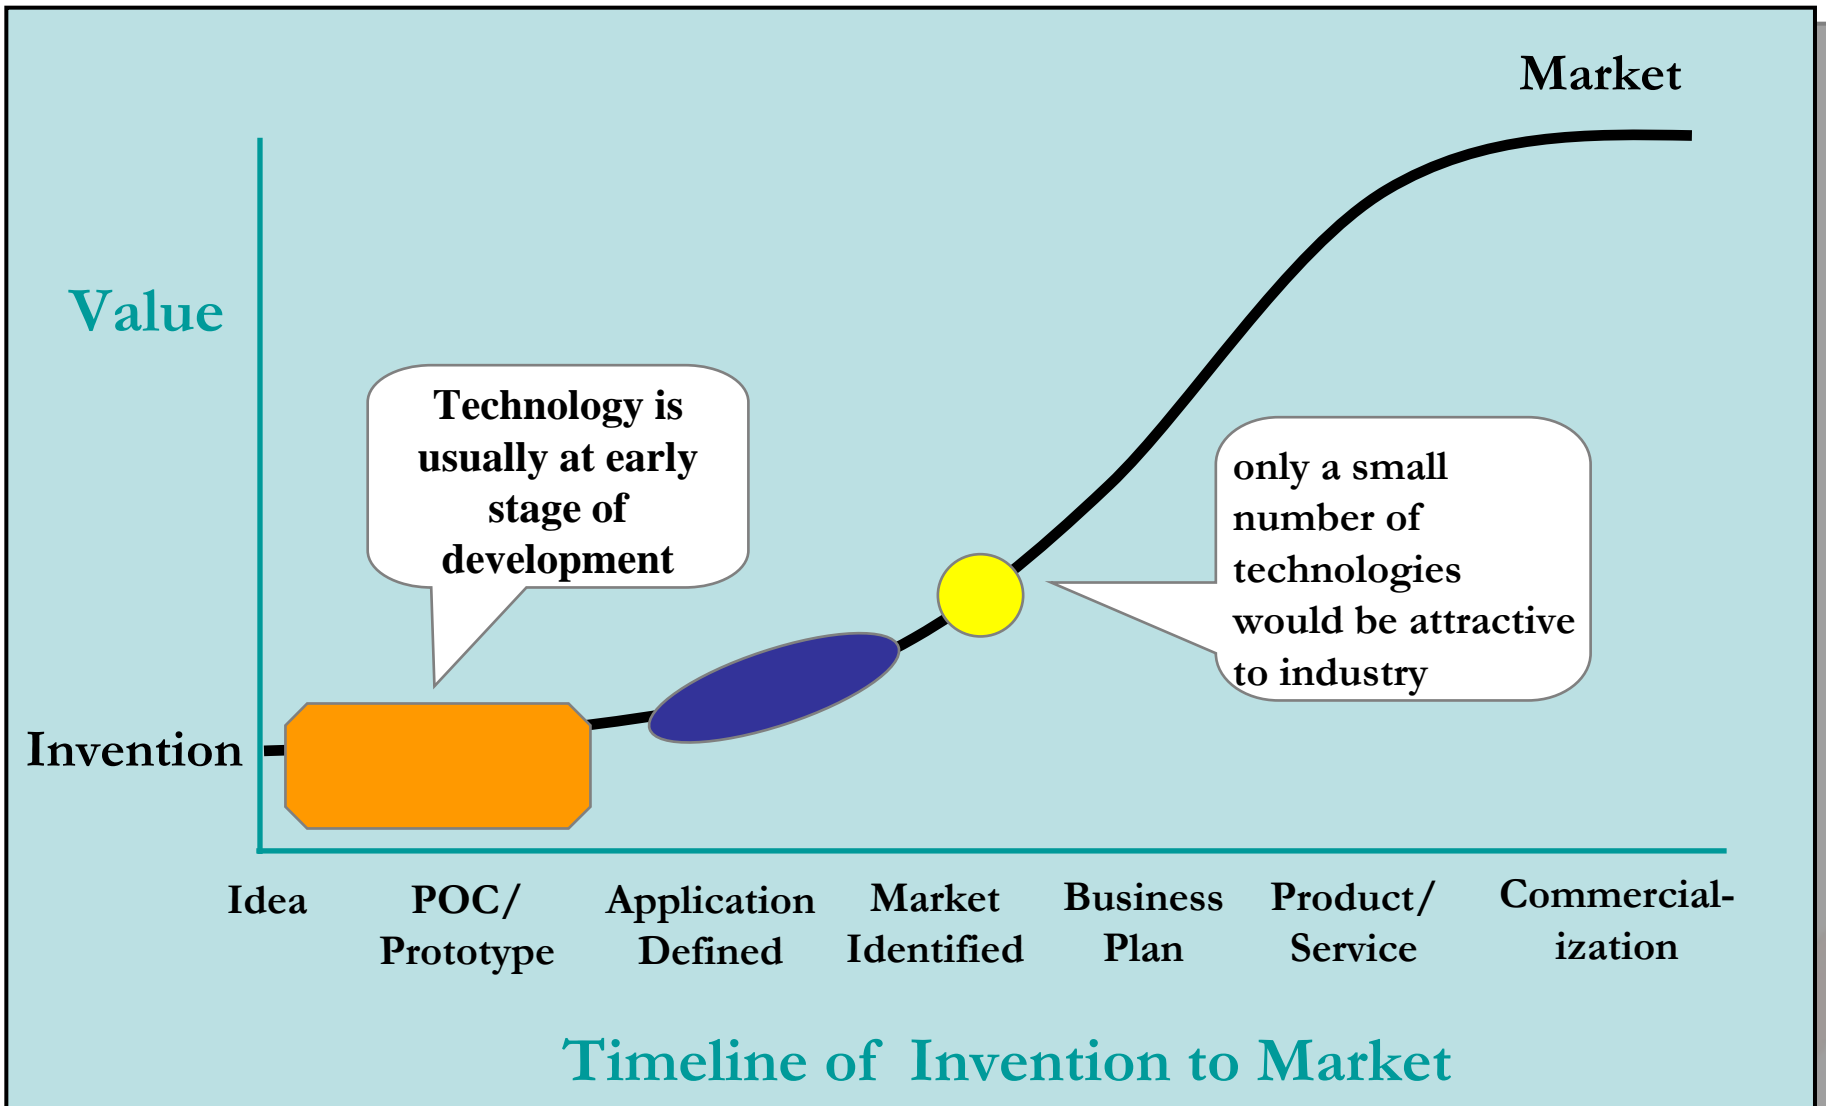 Market
Value
Technology is
usually at early
stage of
development
only a small
number of
technologies
would be attractive
to industry
Invention
Idea
POC/
Prototype
Application
Defined
Market
Identified
Business
Plan
Product/
Service
Commercial-
ization
Timeline of Invention to Market